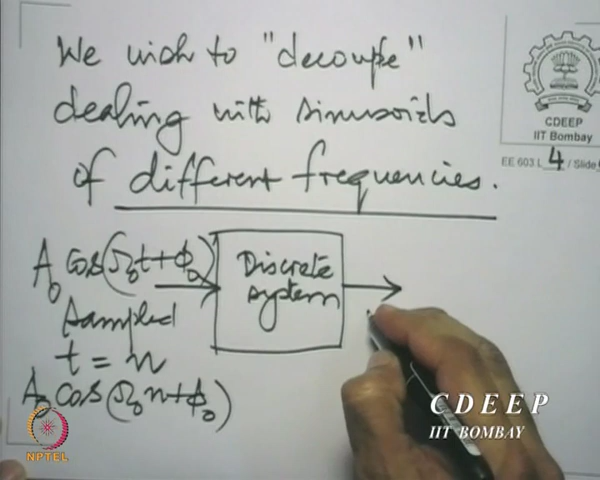 We wish to "decouple"
dealing with sinusoids
of different frequencies.
CDEEP
IIT Bombay
EE 603 L 4 / Slide
A₀ cos(Ω₀t+ϕ₀)
Discrete
system
Sampled
t = n
A₀ cos(Ω₀n+ϕ₀)
NPTEL
CDEEP
IIT BOMBAY